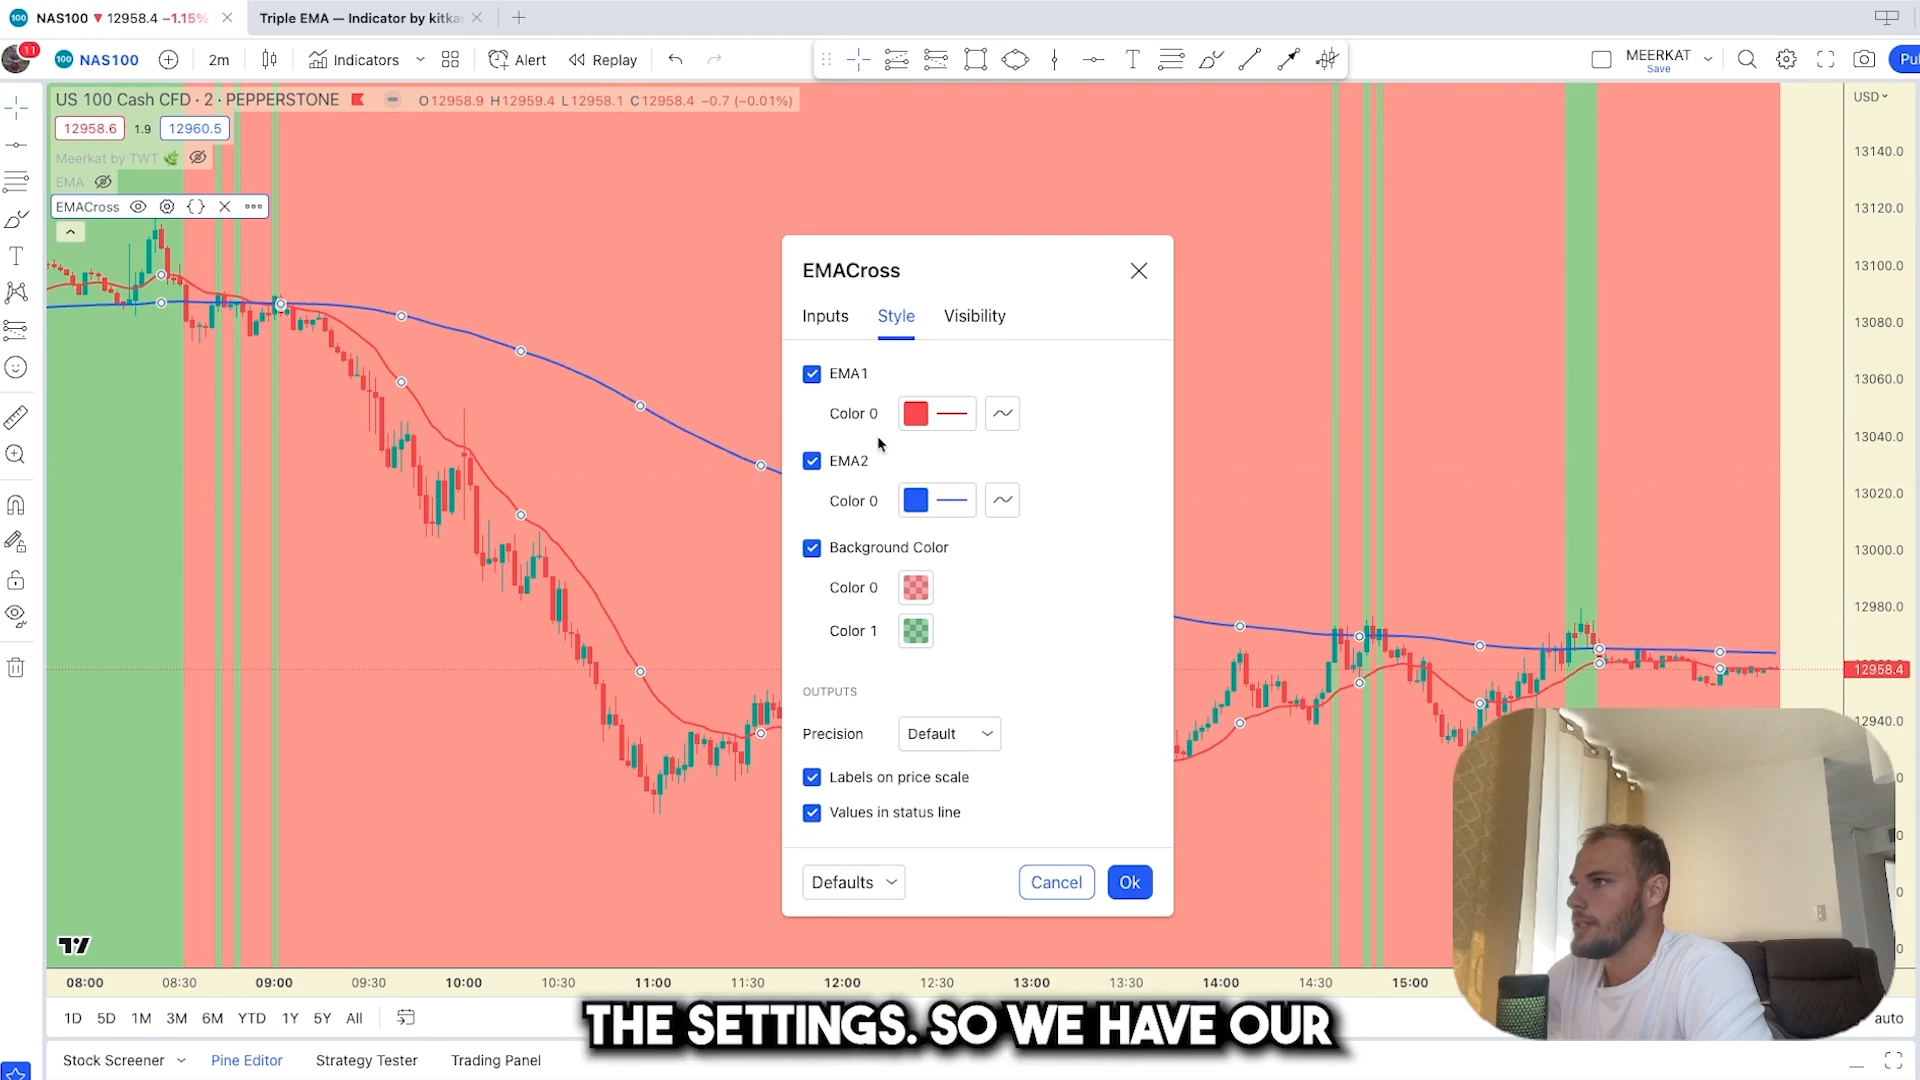 100 NAS100 ▼ 12958.4 −1.15%
Triple EMA — Indicator by kitka
11
100 NAS100
2m
Indicators
Alert
Replay
MEERKAT
Save
Pu
US 100 Cash CFD · 2 · PEPPERSTONE
O12958.9 H12959.4 L12958.1 C12958.4 −0.7 (−0.01%)
USD
12958.6 1.9 12960.5
Meerkat by TWT
EMA
EMACross
13140.0
13120.0
13100.0
13080.0
13060.0
13040.0
13020.0
13000.0
12980.0
12958.4
12940.0
EMACross
Inputs Style Visibility
EMA1
Color 0
EMA2
Color 0
Background Color
Color 0
Color 1
OUTPUTS
Precision Default
Labels on price scale
Values in status line
Defaults Cancel Ok
08:00 08:30 09:00 09:30 10:00 10:30 11:00 11:30 12:00 12:30 13:00 13:30 14:00 14:30 15:00
1D 5D 1M 3M 6M YTD 1Y 5Y All
auto
THE SETTINGS. SO WE HAVE OUR
Stock Screener Pine Editor Strategy Tester Trading Panel